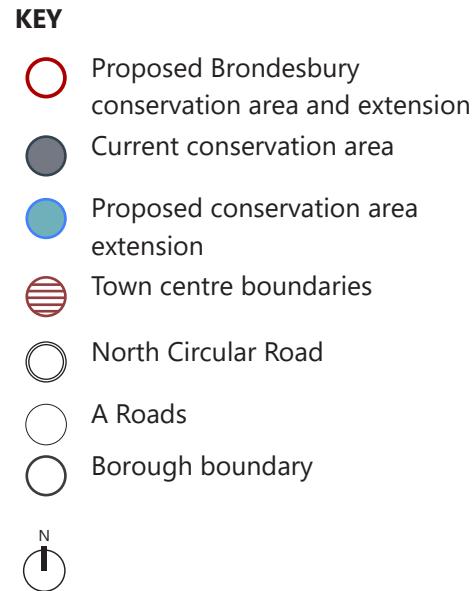 KEY
Proposed Brondesbury
conservation area and extension
Current conservation area
Proposed conservation area
extension
Town centre boundaries
North Circular Road
A Roads
Borough boundary
N